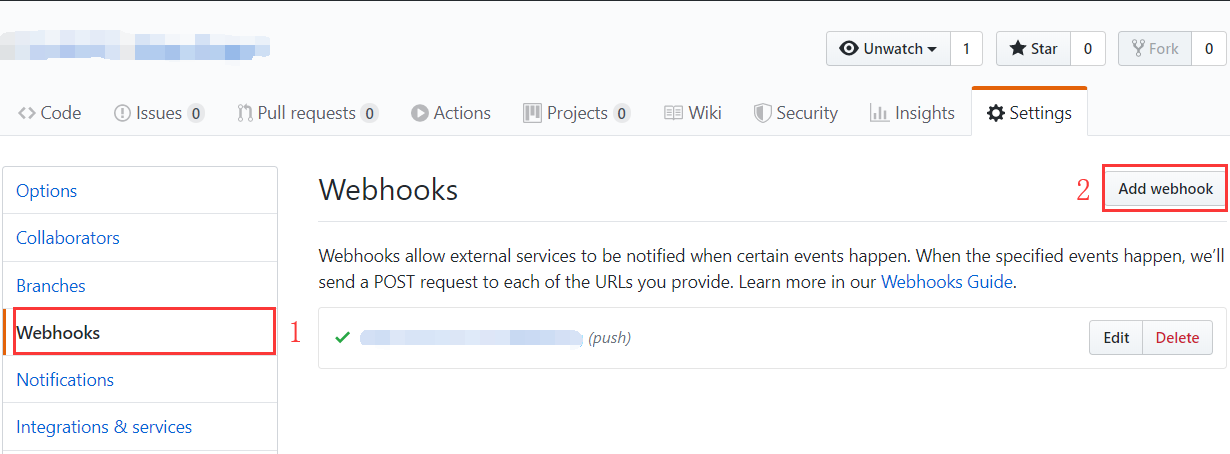 Unwatch 1 Star 0 Fork 0
Code Issues 0 Pull requests 0 Actions Projects 0 Wiki Security Insights Settings
Options
Collaborators
Branches
Webhooks 1
Notifications
Integrations & services
Webhooks 2 Add webhook
Webhooks allow external services to be notified when certain events happen. When the specified events happen, we’ll
send a POST request to each of the URLs you provide. Learn more in our Webhooks Guide.
(push) Edit Delete